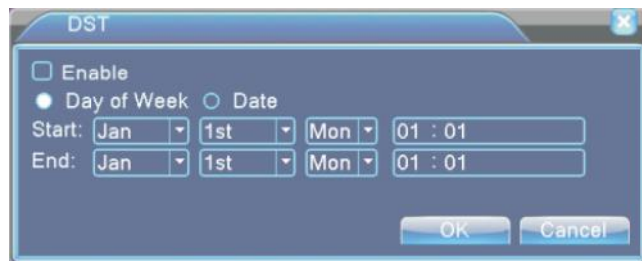 DST
Enable
Day of Week Date
Start: Jan 1st Mon 01 : 01
End: Jan 1st Mon 01 : 01
OK Cancel